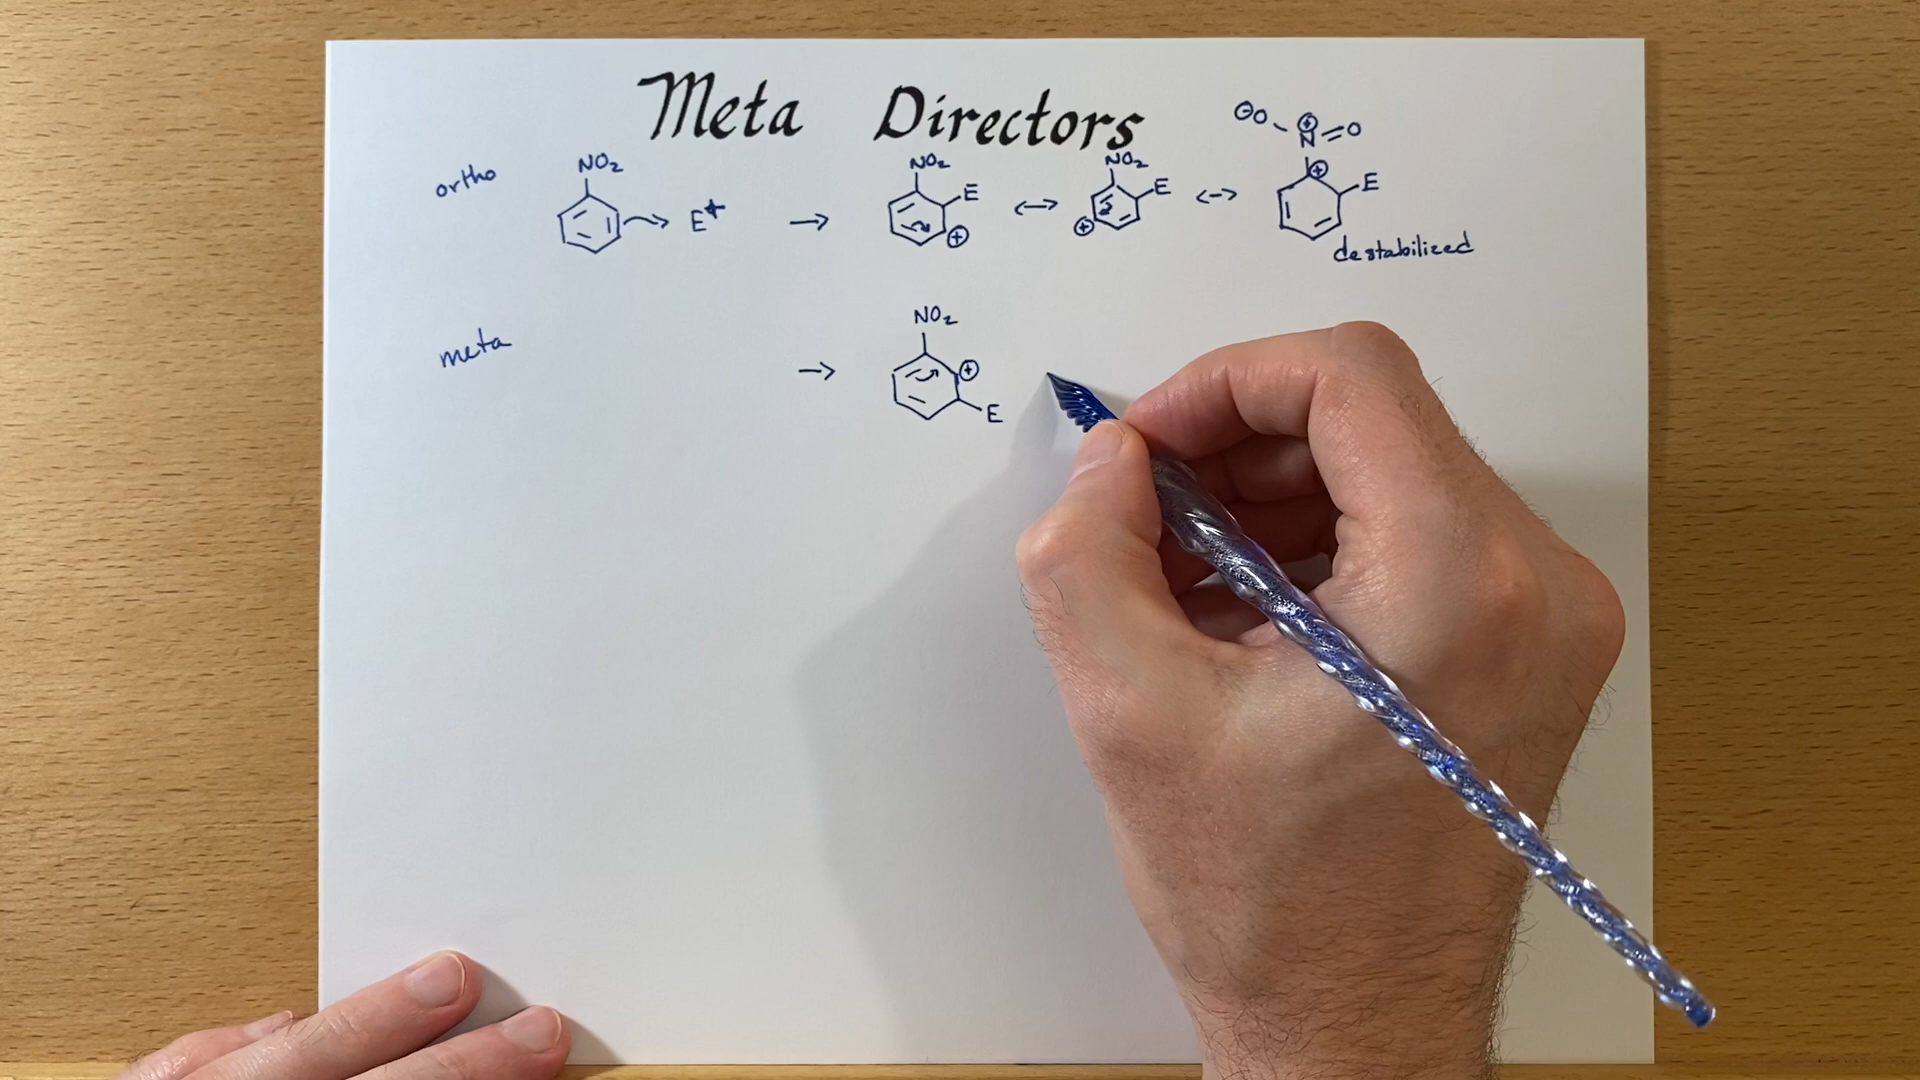 Meta Directors
ortho NO₂ E⁺ → NO₂ E ⊕ ↔ NO₂ E ⊕ ↔ ⊖O N ⊕ O ⊕ E
destabilized
meta → NO₂ ⊕ E